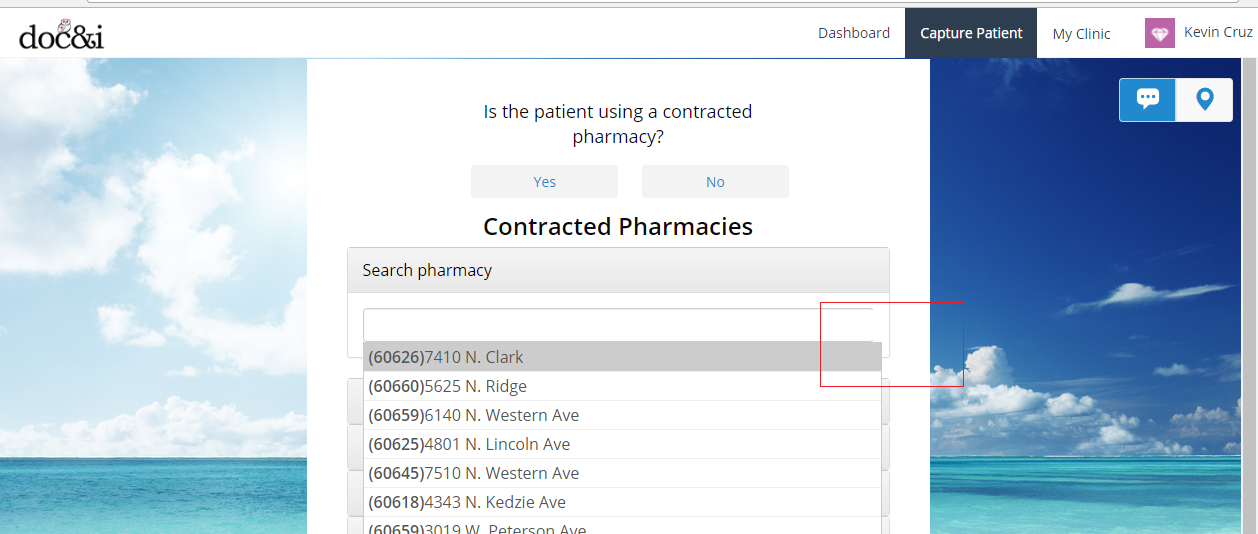 doc&i
Dashboard
Capture Patient
My Clinic
Kevin Cruz
Is the patient using a contracted
pharmacy?
Yes
No
Contracted Pharmacies
Search pharmacy
(60626)7410 N. Clark
(60660)5625 N. Ridge
(60659)6140 N. Western Ave
(60625)4801 N. Lincoln Ave
(60645)7510 N. Western Ave
(60618)4343 N. Kedzie Ave
(60659)3019 W. Peterson Ave